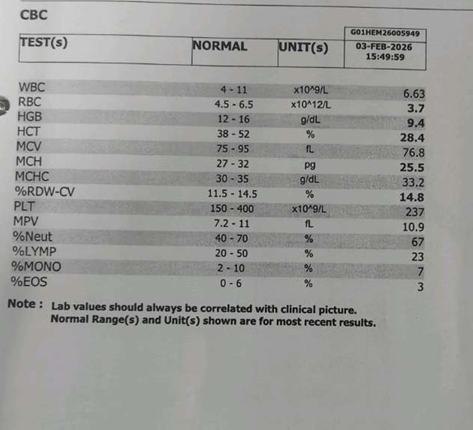 CBC
G01HEM26005949
TEST(s) NORMAL UNIT(s) 03-FEB-2026
15:49:59
WBC 4 - 11 x10^9/L 6.63
RBC 4.5 - 6.5 x10^12/L 3.7
HGB 12 - 16 g/dL 9.4
HCT 38 - 52 % 28.4
MCV 75 - 95 fL 76.8
MCH 27 - 32 pg 25.5
MCHC 30 - 35 g/dL 33.2
%RDW-CV 11.5 - 14.5 % 14.8
PLT 150 - 400 x10^9/L 237
MPV 7.2 - 11 fL 10.9
%Neut 40 - 70 % 67
%LYMP 20 - 50 % 23
%MONO 2 - 10 % 7
%EOS 0 - 6 % 3
Note : Lab values should always be correlated with clinical picture.
Normal Range(s) and Unit(s) shown are for most recent results.